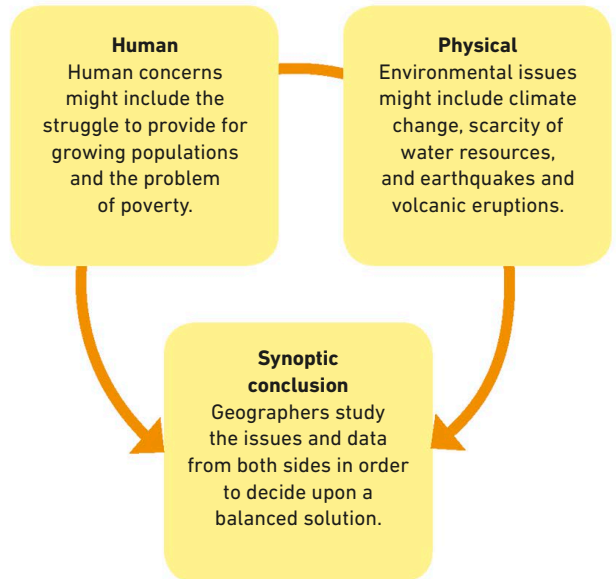 Human
Human concerns
might include the
struggle to provide for
growing populations
and the problem
of poverty.
Physical
Environmental issues
might include climate
change, scarcity of
water resources,
and earthquakes and
volcanic eruptions.
Synoptic
conclusion
Geographers study
the issues and data
from both sides in order
to decide upon a
balanced solution.